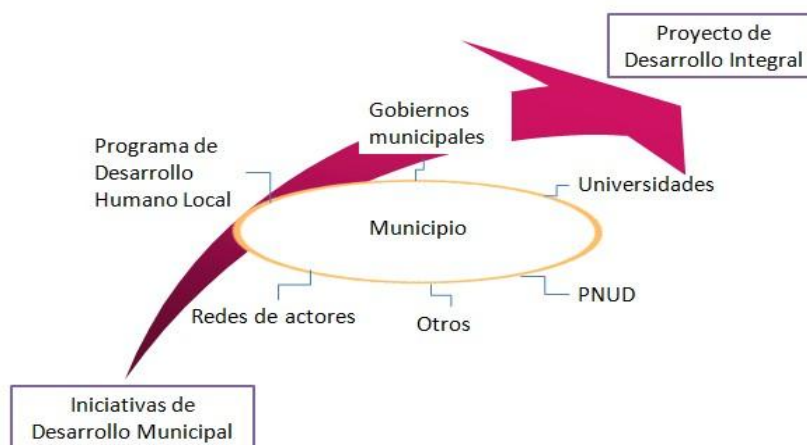 Proyecto de
Desarrollo Integral
Gobiernos
municipales
Programa de
Desarrollo
Humano Local
Universidades
Municipio
PNUD
Redes de actores
Otros
Iniciativas de
Desarrollo Municipal